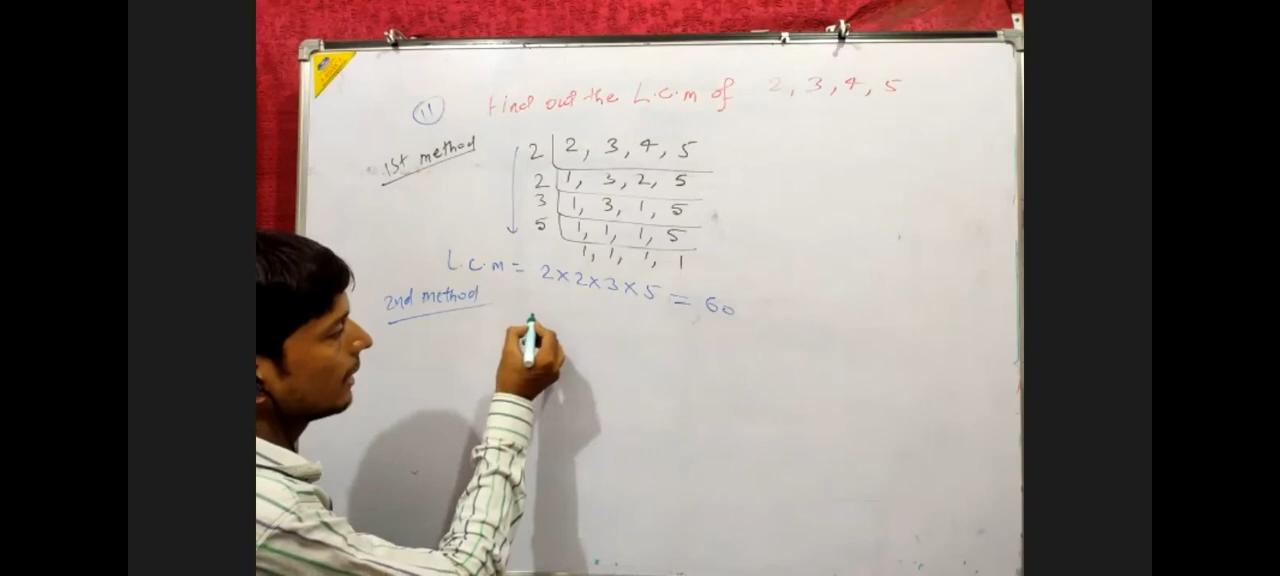 11 Find out the L.C.M of 2, 3, 4, 5
1st method
2 2, 3, 4, 5
2 1, 3, 2, 5
3 1, 3, 1, 5
5 1, 1, 1, 5
1, 1, 1, 1
L.C.M = 2×2×3×5 = 60
2nd method